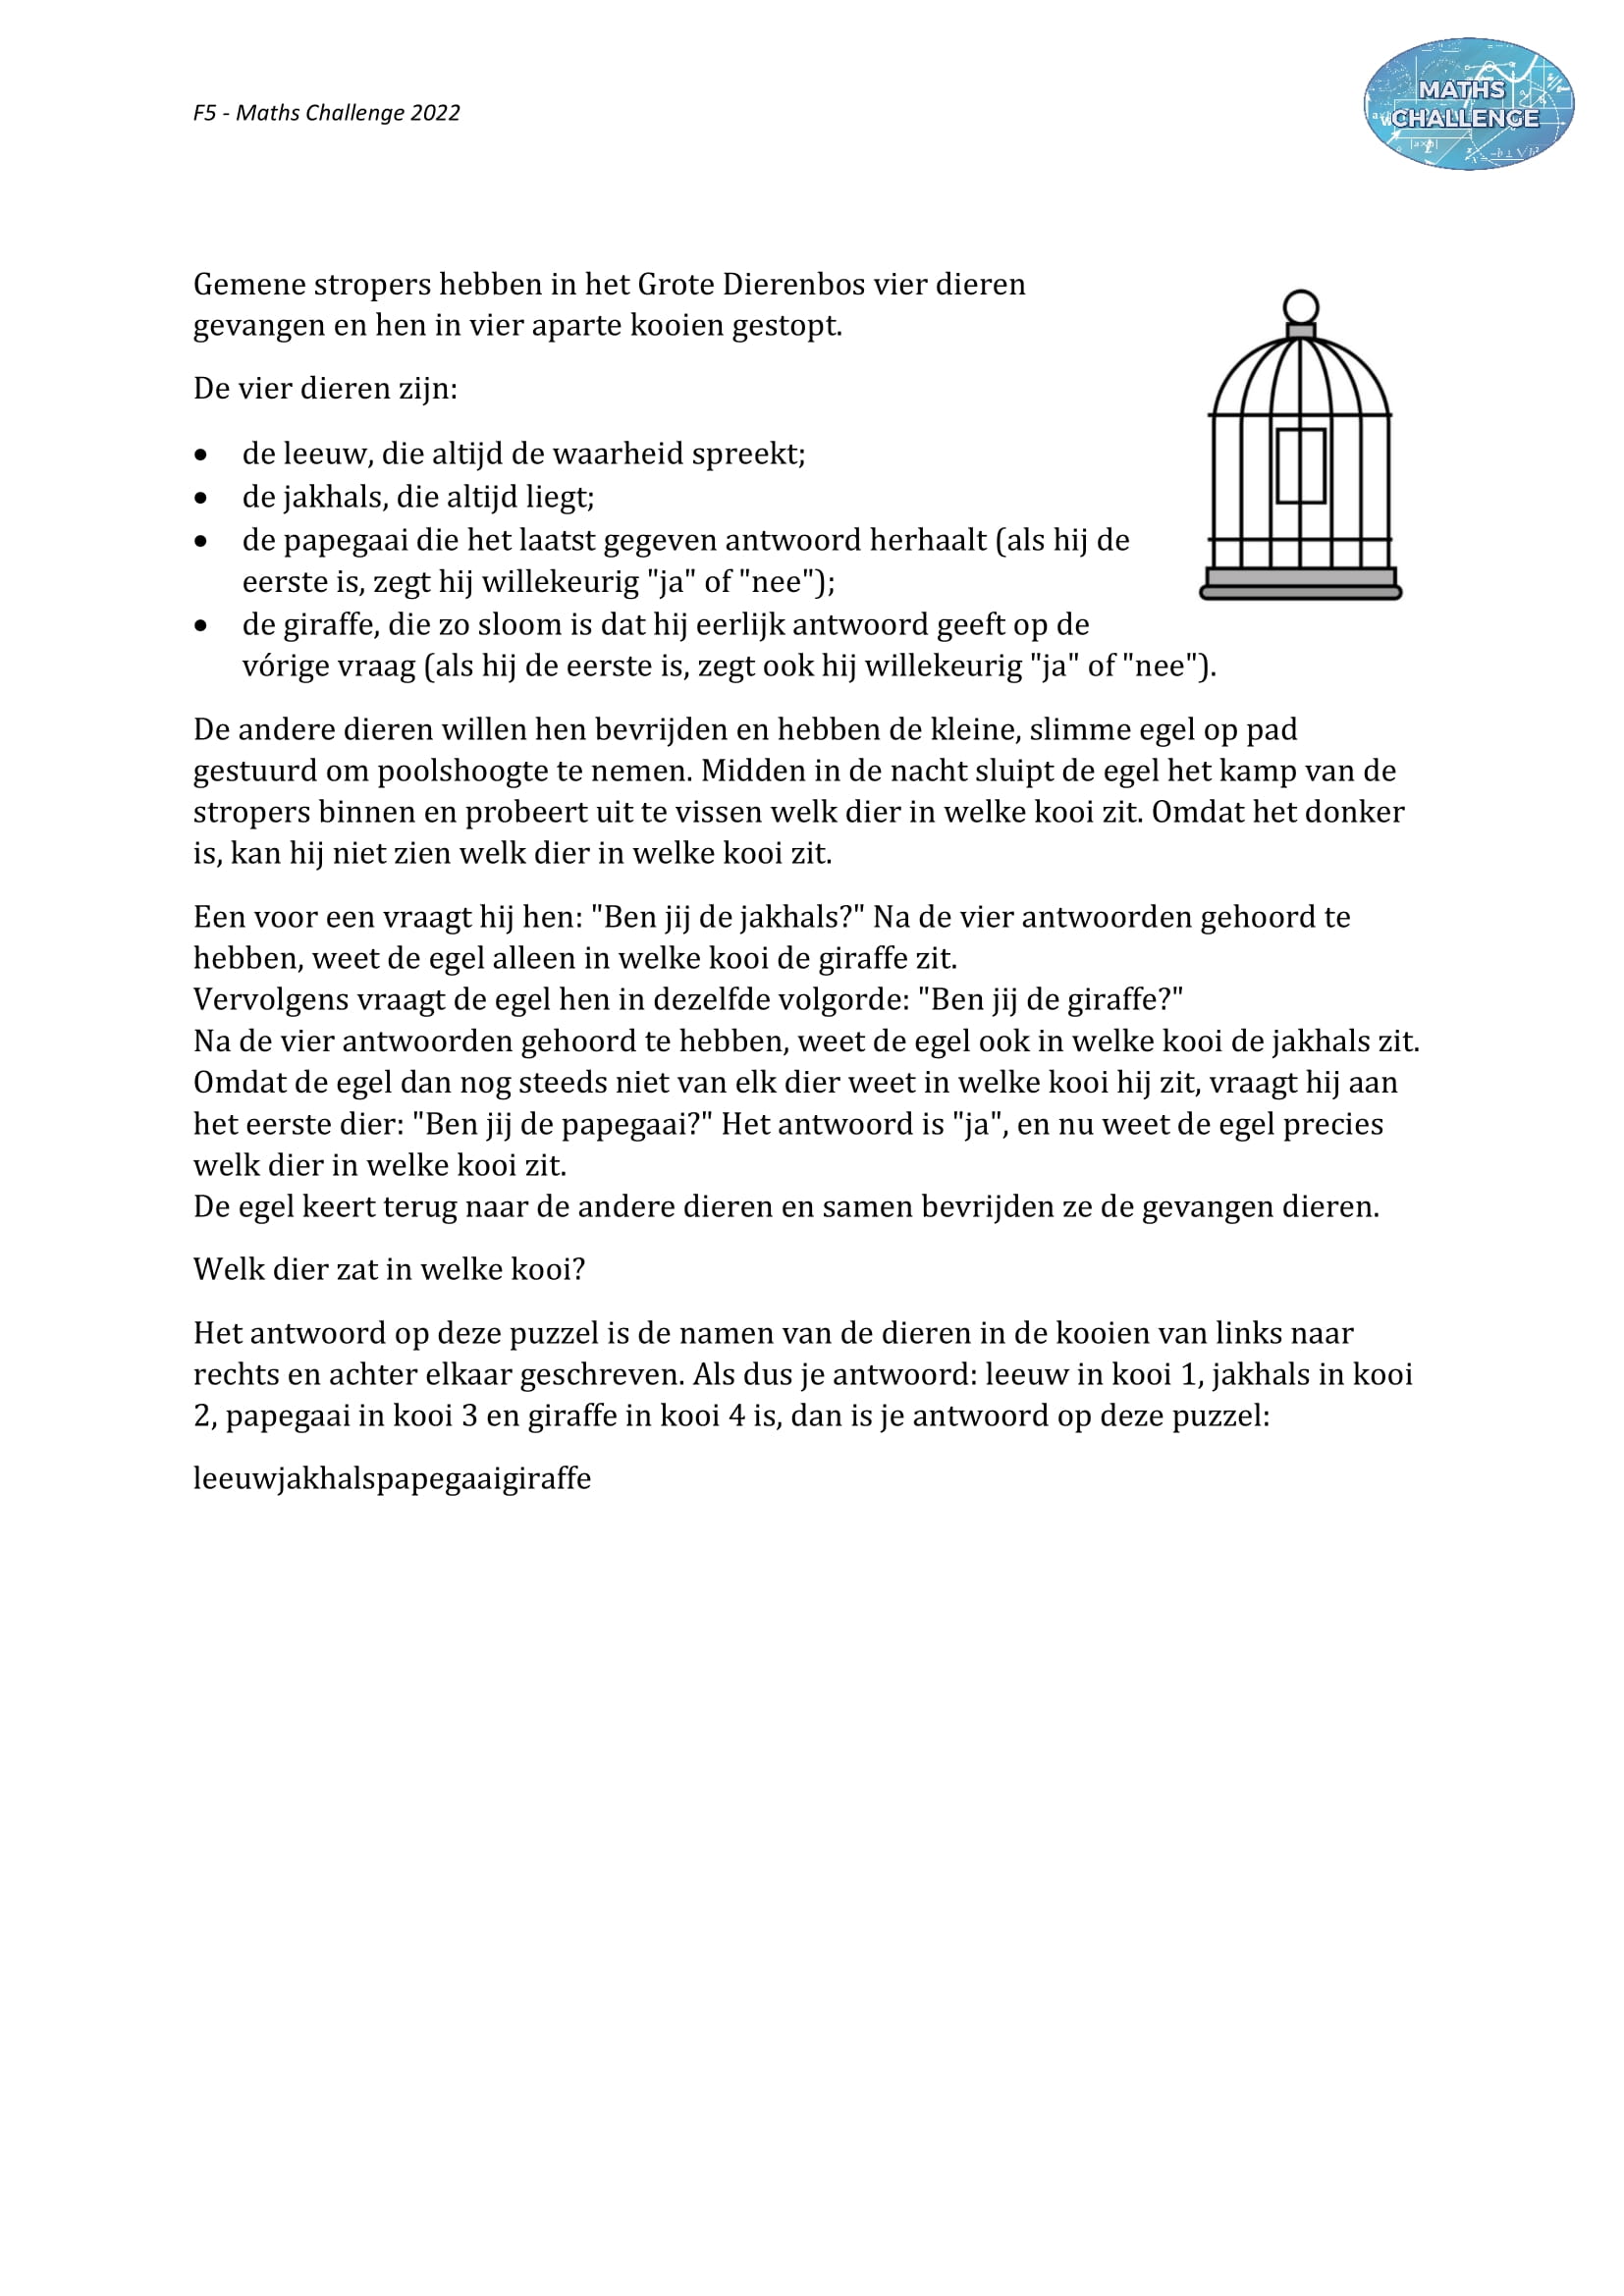 F5 - Maths Challenge 2022
MATHS
CHALLENGE
Gemene stropers hebben in het Grote Dierenbos vier dieren
gevangen en hen in vier aparte kooien gestopt.
De vier dieren zijn:
• de leeuw, die altijd de waarheid spreekt;
• de jakhals, die altijd liegt;
• de papegaai die het laatst gegeven antwoord herhaalt (als hij de
eerste is, zegt hij willekeurig "ja" of "nee");
• de giraffe, die zo sloom is dat hij eerlijk antwoord geeft op de
vórige vraag (als hij de eerste is, zegt ook hij willekeurig "ja" of "nee").
De andere dieren willen hen bevrijden en hebben de kleine, slimme egel op pad
gestuurd om poolshoogte te nemen. Midden in de nacht sluipt de egel het kamp van de
stropers binnen en probeert uit te vissen welk dier in welke kooi zit. Omdat het donker
is, kan hij niet zien welk dier in welke kooi zit.
Een voor een vraagt hij hen: "Ben jij de jakhals?" Na de vier antwoorden gehoord te
hebben, weet de egel alleen in welke kooi de giraffe zit.
Vervolgens vraagt de egel hen in dezelfde volgorde: "Ben jij de giraffe?"
Na de vier antwoorden gehoord te hebben, weet de egel ook in welke kooi de jakhals zit.
Omdat de egel dan nog steeds niet van elk dier weet in welke kooi hij zit, vraagt hij aan
het eerste dier: "Ben jij de papegaai?" Het antwoord is "ja", en nu weet de egel precies
welk dier in welke kooi zit.
De egel keert terug naar de andere dieren en samen bevrijden ze de gevangen dieren.
Welk dier zat in welke kooi?
Het antwoord op deze puzzel is de namen van de dieren in de kooien van links naar
rechts en achter elkaar geschreven. Als dus je antwoord: leeuw in kooi 1, jakhals in kooi
2, papegaai in kooi 3 en giraffe in kooi 4 is, dan is je antwoord op deze puzzel:
leeuwjakhalspapegaaigiraffe